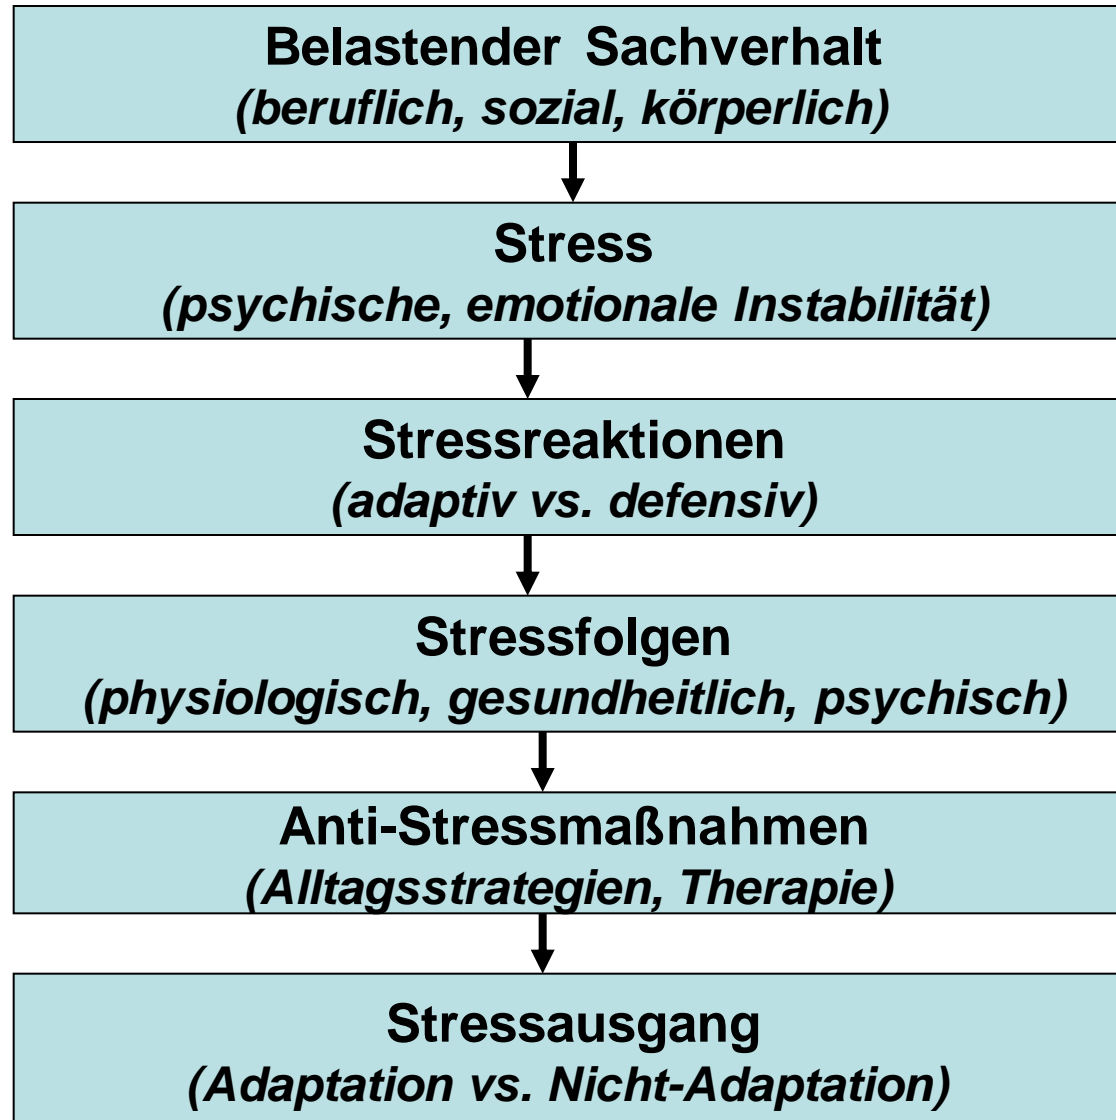 Belastender Sachverhalt
(beruflich, sozial, körperlich)
Stress
(psychische, emotionale Instabilität)
Stressreaktionen
(adaptiv vs. defensiv)
Stressfolgen
(physiologisch, gesundheitlich, psychisch)
Anti-Stressmaßnahmen
(Alltagsstrategien, Therapie)
Stressausgang
(Adaptation vs. Nicht-Adaptation)